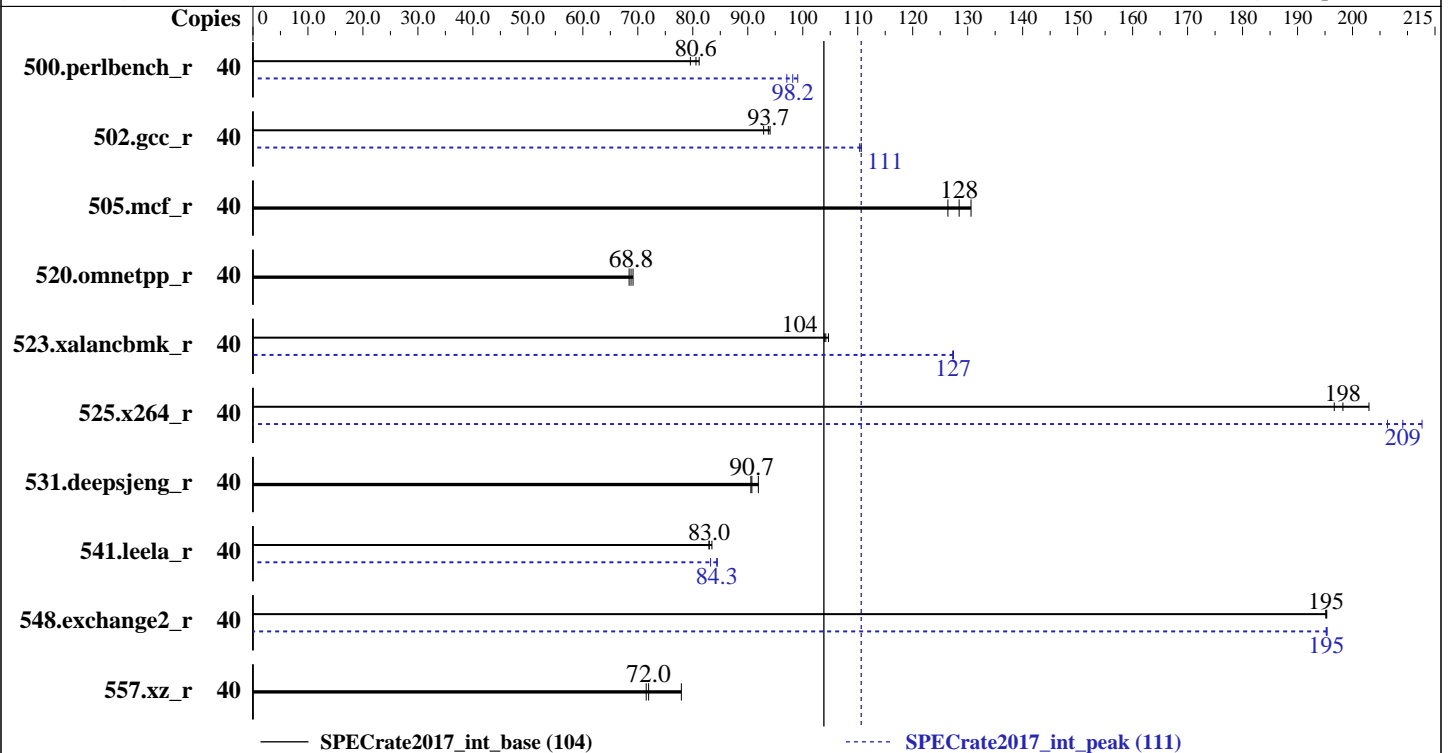 Copies 0 10.0 20.0 30.0 40.0 50.0 60.0 70.0 80.0 90.0 100 110 120 130 140 150 160 170 180 190 200 215
80.6
500.perlbench_r 40
98.2
93.7
502.gcc_r 40
111
128
505.mcf_r 40
68.8
520.omnetpp_r 40
104
523.xalancbmk_r 40
127
198
525.x264_r 40
209
90.7
531.deepsjeng_r 40
83.0
541.leela_r 40
84.3
195
548.exchange2_r 40
195
72.0
557.xz_r 40
SPECrate2017_int_base (104) SPECrate2017_int_peak (111)